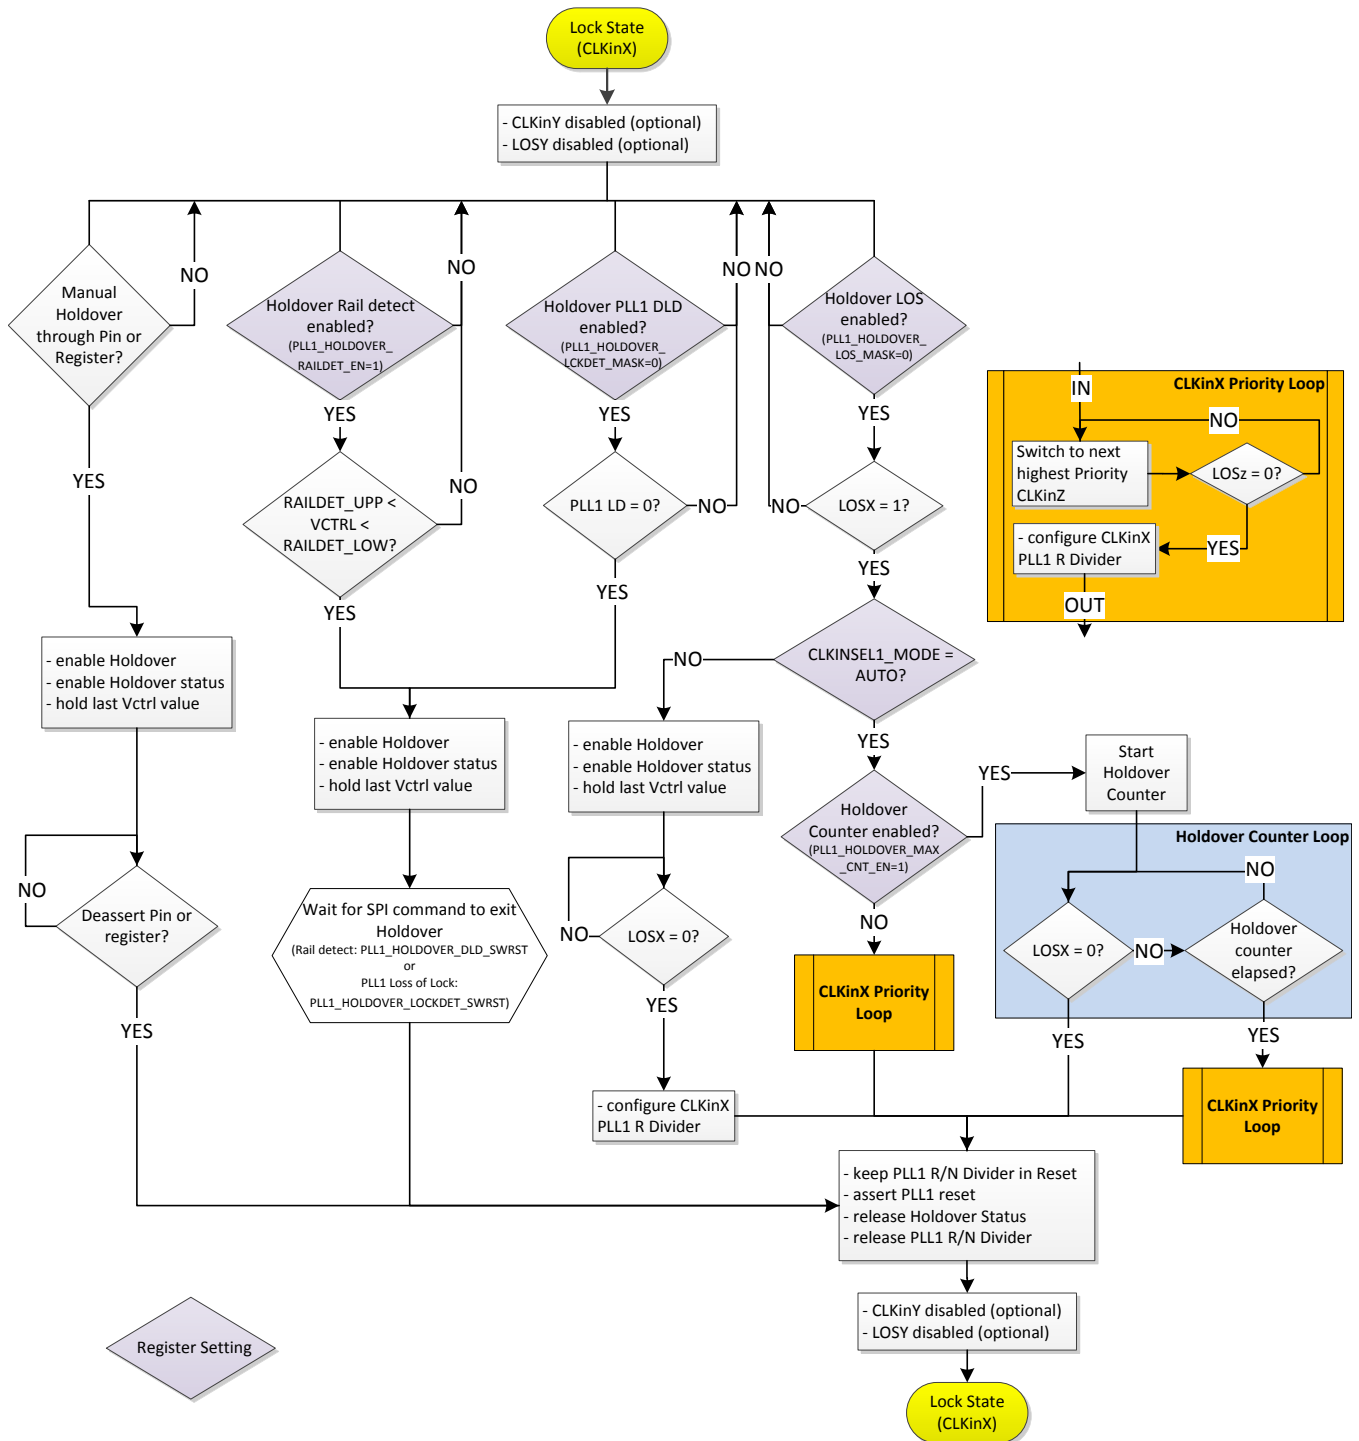 Lock State
(CLKinX)
- CLKinY disabled (optional)
- LOSY disabled (optional)
Manual
Holdover
through Pin or
Register?
NO
YES
Holdover Rail detect
enabled?
(PLL1_HOLDOVER_
RAILDET_EN=1)
NO
YES
RAILDET_UPP <
VCTRL <
RAILDET_LOW?
NO
YES
Holdover PLL1 DLD
enabled?
(PLL1_HOLDOVER_
LCKDET_MASK=0)
NO
YES
PLL1 LD = 0?
NO
YES
Holdover LOS
enabled?
(PLL1_HOLDOVER_
LOS_MASK=0)
NO
YES
LOSX = 1?
NO
YES
CLKinX Priority Loop
IN
NO
Switch to next
highest Priority
CLKinZ
LOSz = 0?
YES
- configure CLKinX
PLL1 R Divider
OUT
- enable Holdover
- enable Holdover status
- hold last Vctrl value
NO
Deassert Pin or
register?
YES
- enable Holdover
- enable Holdover status
- hold last Vctrl value
Wait for SPI command to exit
Holdover
(Rail detect: PLL1_HOLDOVER_DLD_SWRST
or
PLL1 Loss of Lock:
PLL1_HOLDOVER_LOCKDET_SWRST)
CLKINSEL1_MODE =
AUTO?
NO
YES
- enable Holdover
- enable Holdover status
- hold last Vctrl value
NO
LOSX = 0?
YES
- configure CLKinX
PLL1 R Divider
Holdover
Counter enabled?
(PLL1_HOLDOVER_MAX
_CNT_EN=1)
YES
NO
Start
Holdover
Counter
Holdover Counter Loop
NO
LOSX = 0?
NO
Holdover
counter
elapsed?
YES
YES
CLKinX Priority
Loop
CLKinX Priority
Loop
- keep PLL1 R/N Divider in Reset
- assert PLL1 reset
- release Holdover Status
- release PLL1 R/N Divider
- CLKinY disabled (optional)
- LOSY disabled (optional)
Lock State
(CLKinX)
Register Setting